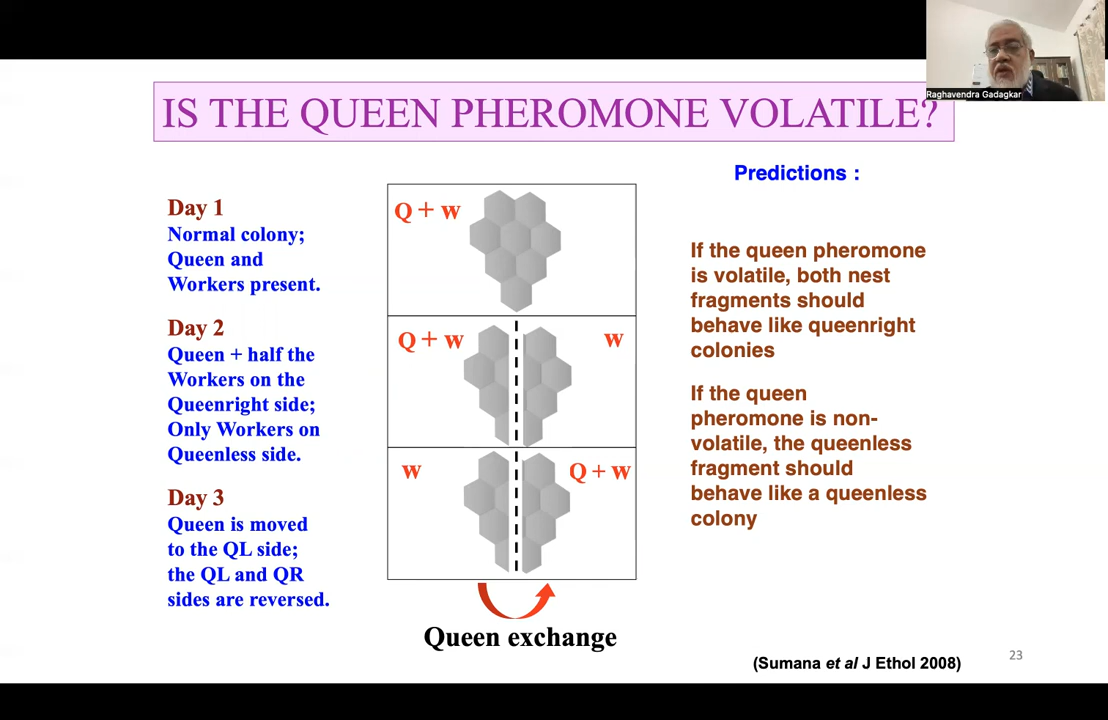 Raghavendra Gadagkar
IS THE QUEEN PHEROMONE VOLATILE?
Day 1
Normal colony;
Queen and
Workers present.
Day 2
Queen + half the
Workers on the
Queenright side;
Only Workers on
Queenless side.
Day 3
Queen is moved
to the QL side;
the QL and QR
sides are reversed.
Q + w
Q + w
w
w
Q + w
Queen exchange
Predictions :
If the queen pheromone
is volatile, both nest
fragments should
behave like queenright
colonies
If the queen
pheromone is non-
volatile, the queenless
fragment should
behave like a queenless
colony
(Sumana et al J Ethol 2008)
23